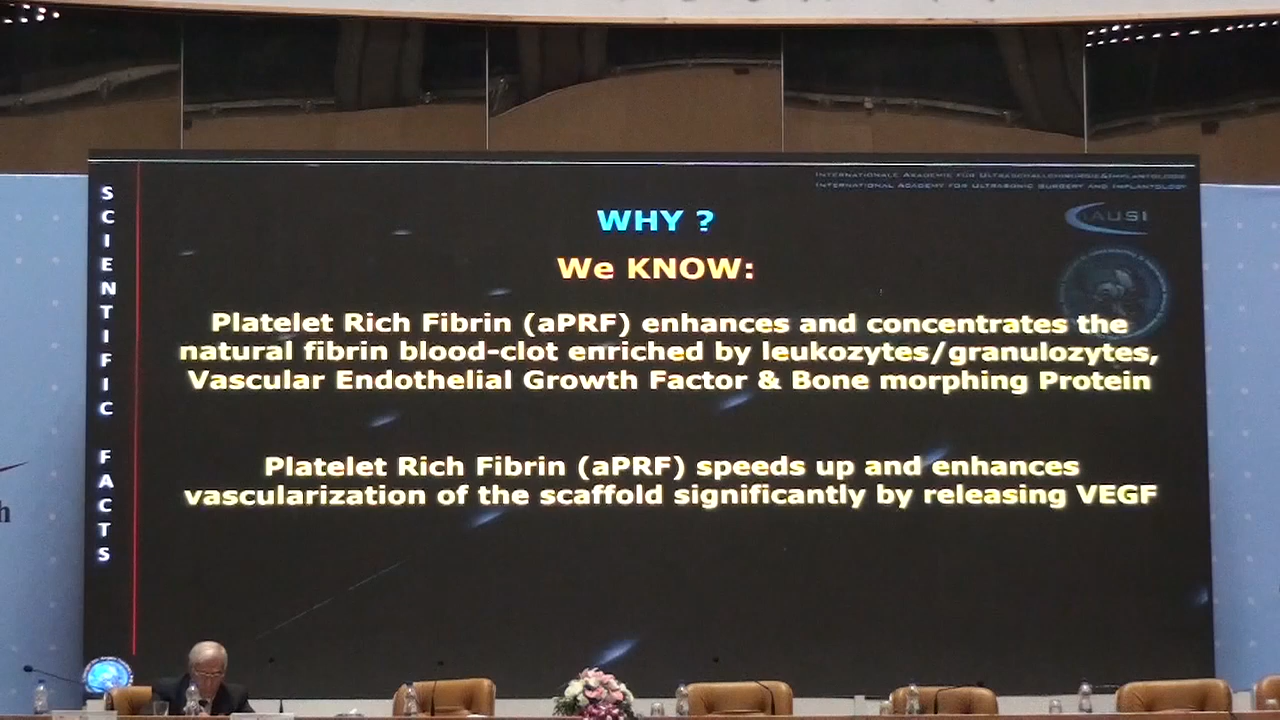 INTERNATIONALE AKADEMIE FÜR ULTRASCHALLCHIRURGIE&IMPLANTOLOGIE
INTERNATIONAL ACADEMY FOR ULTRASONIC SURGERY AND IMPLANTOLOGY
IAUSI
SCIENTIFIC FACTS
WHY ?
We KNOW:
Platelet Rich Fibrin (aPRF) enhances and concentrates the
natural fibrin blood-clot enriched by leukozytes/granulozytes,
Vascular Endothelial Growth Factor & Bone morphing Protein
Platelet Rich Fibrin (aPRF) speeds up and enhances
vascularization of the scaffold significantly by releasing VEGF
h